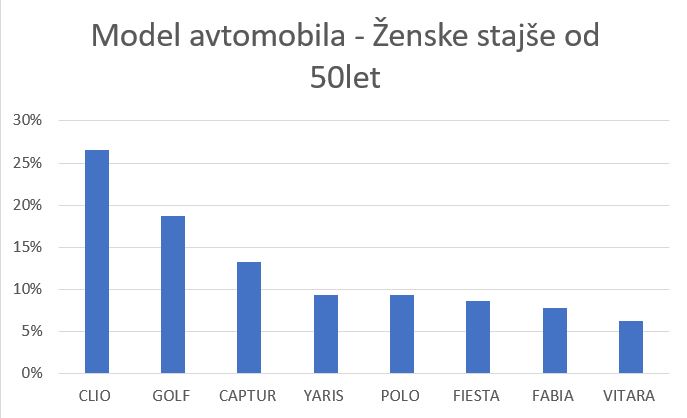 Model avtomobila - Ženske stajše od
50let
30%
25%
20%
15%
10%
5%
0%
CLIO GOLF CAPTUR YARIS POLO FIESTA FABIA VITARA